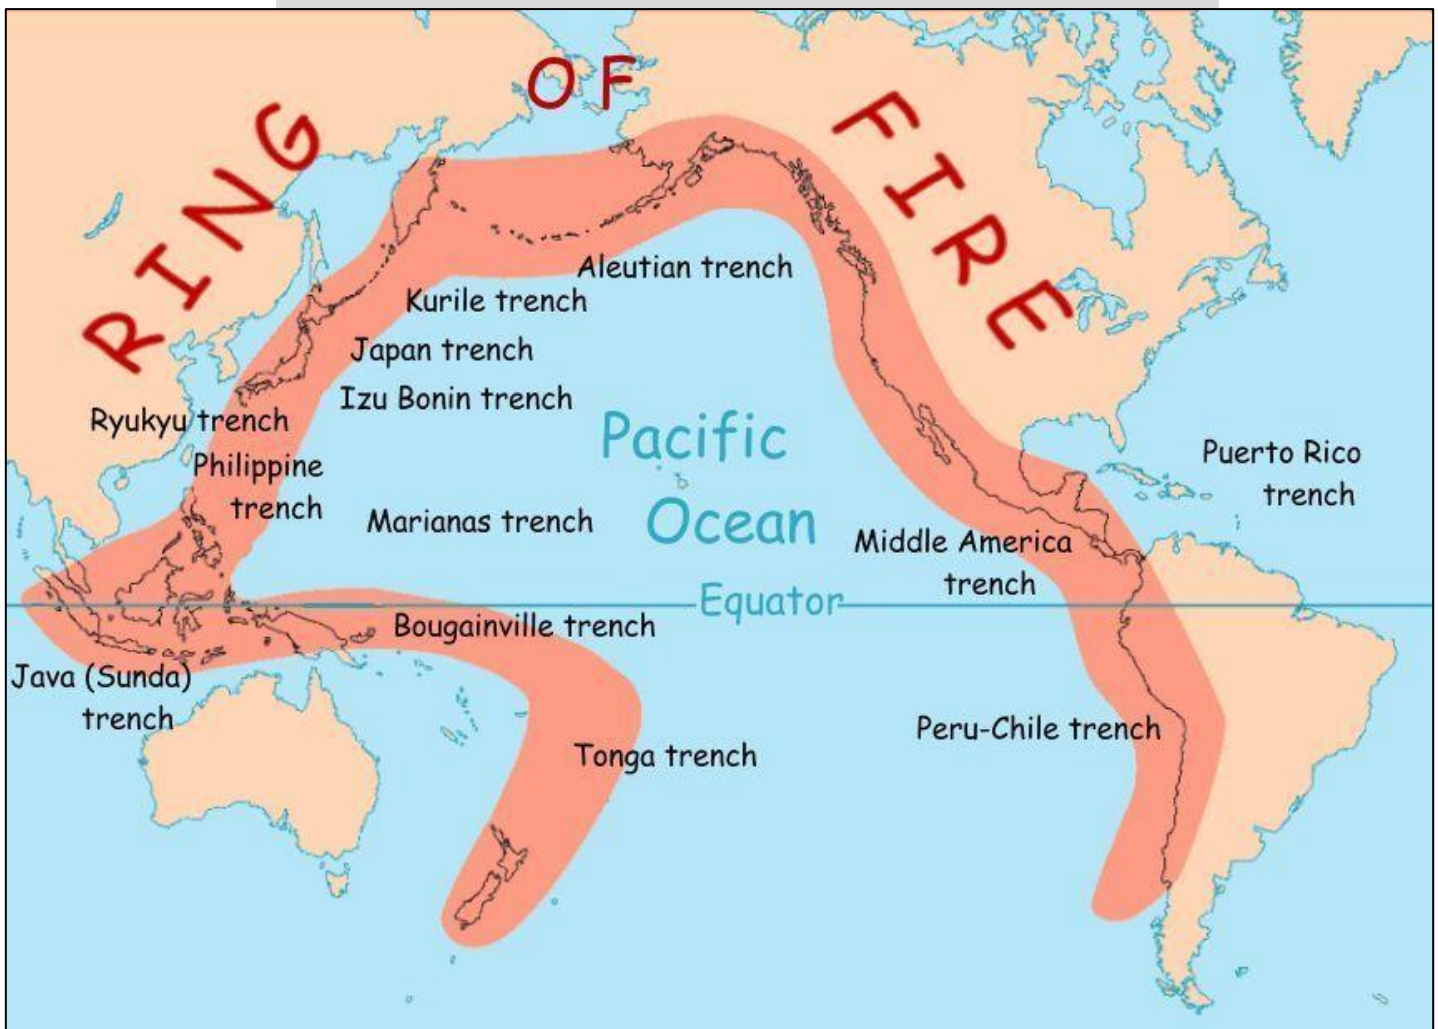 RING OF FIRE
Aleutian trench
Kurile trench
Japan trench
Izu Bonin trench
Ryukyu trench
Philippine
trench
Marianas trench
Pacific
Ocean
Puerto Rico
trench
Middle America
trench
Equator
Bougainville trench
Java (Sunda)
trench
Peru-Chile trench
Tonga trench